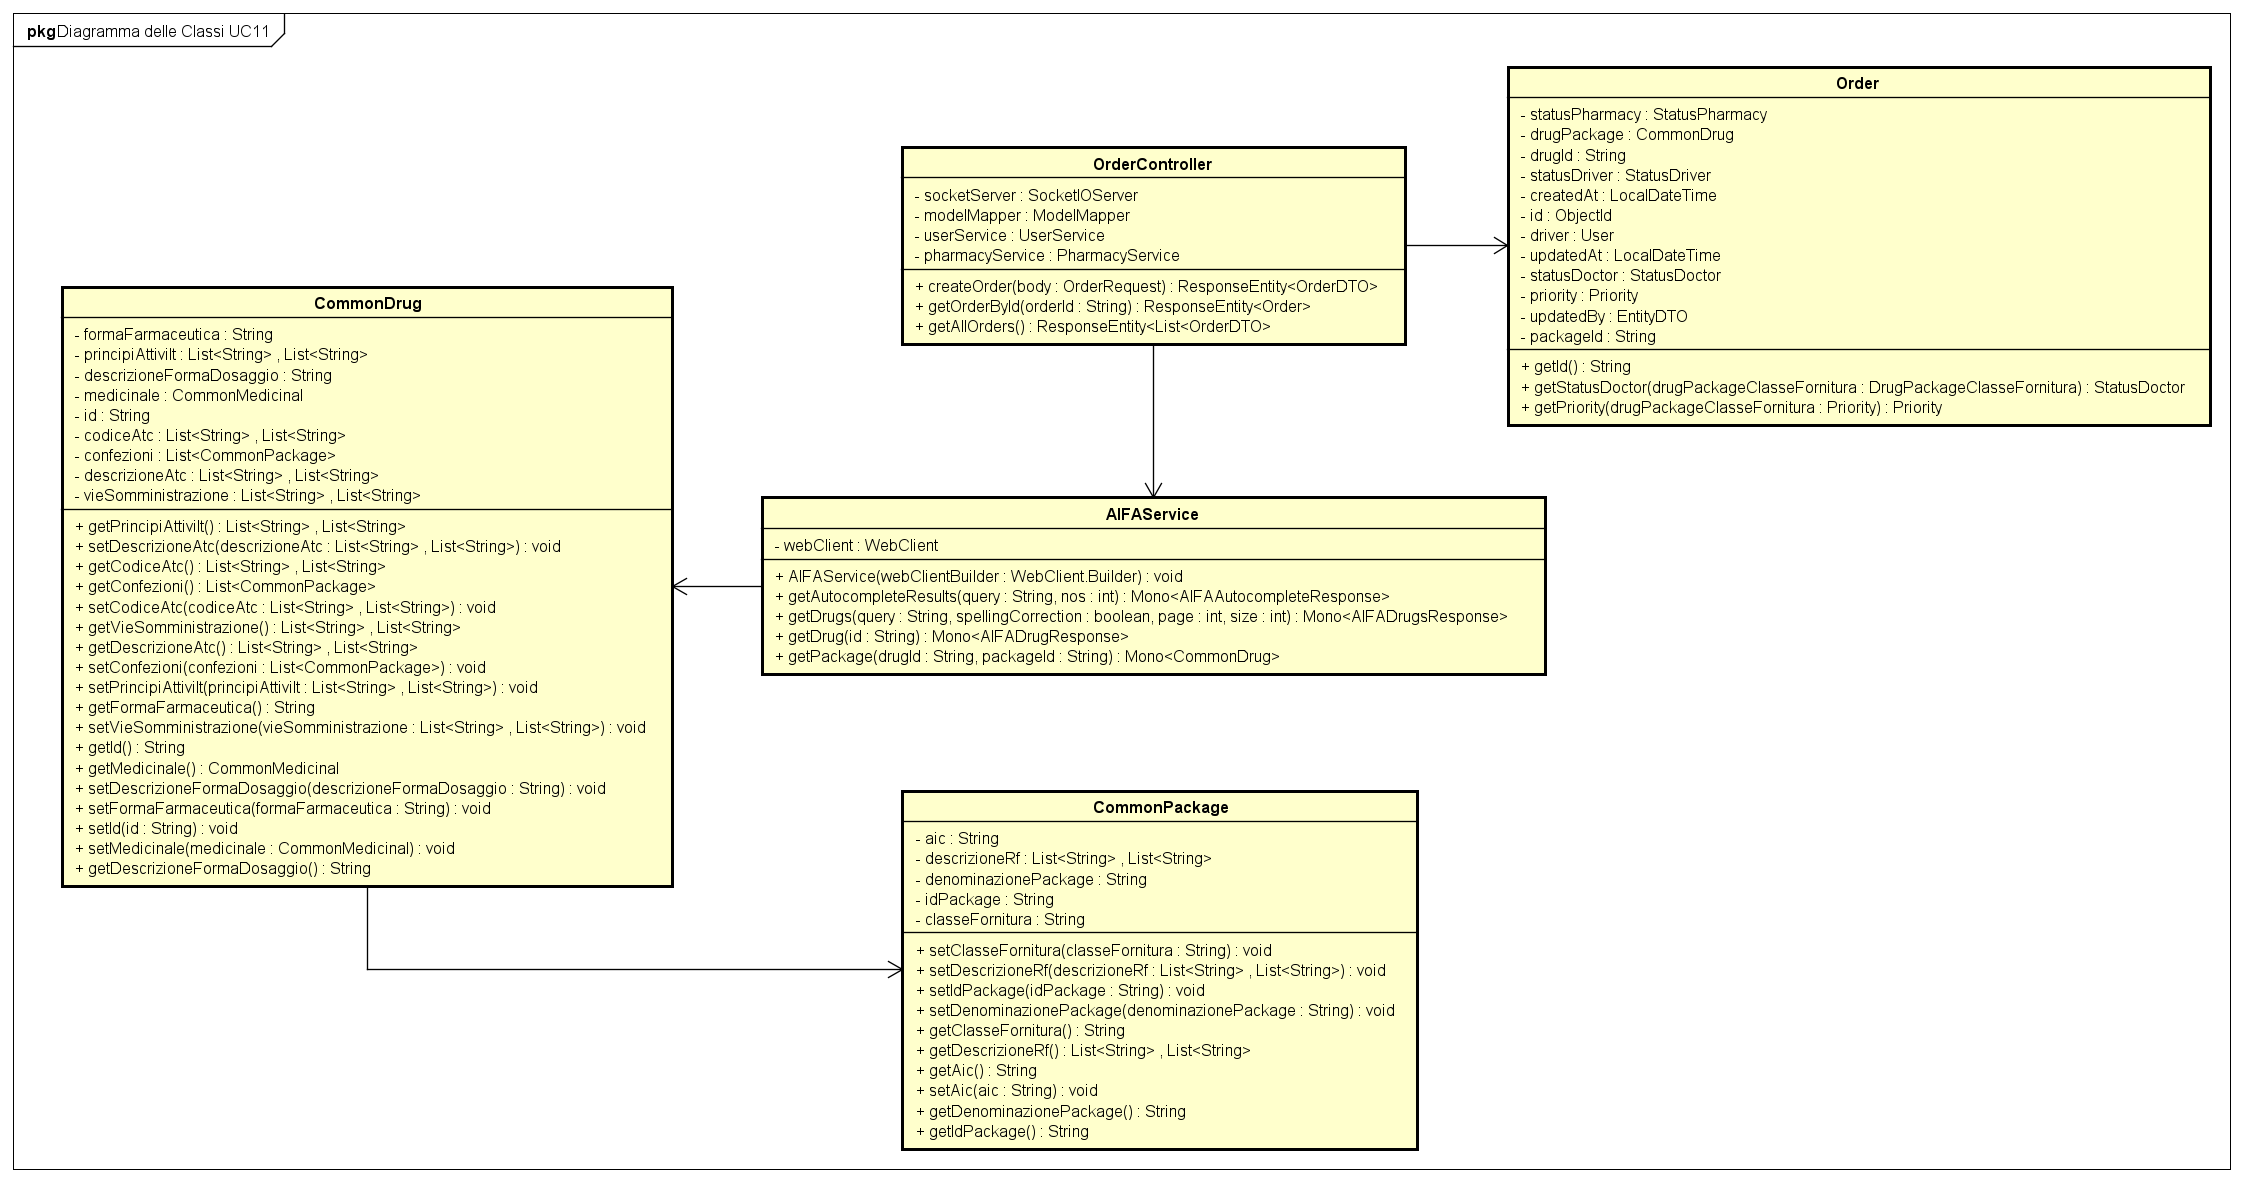 pkg Diagramma delle Classi UC11
Order
- statusPharmacy : StatusPharmacy
- drugPackage : CommonDrug
- drugId : String
- statusDriver : StatusDriver
- createdAt : LocalDateTime
- id : ObjectId
- driver : User
- updatedAt : LocalDateTime
- statusDoctor : StatusDoctor
- priority : Priority
- updatedBy : EntityDTO
- packageId : String
+ getId() : String
+ getStatusDoctor(drugPackageClasseFornitura : DrugPackageClasseFornitura) : StatusDoctor
+ getPriority(drugPackageClasseFornitura : Priority) : Priority
OrderController
- socketServer : SocketIOServer
- modelMapper : ModelMapper
- userService : UserService
- pharmacyService : PharmacyService
+ createOrder(body : OrderRequest) : ResponseEntity<OrderDTO>
+ getOrderById(orderId : String) : ResponseEntity<Order>
+ getAllOrders() : ResponseEntity<List<OrderDTO>
CommonDrug
- formaFarmaceutica : String
- principiAttiviIt : List<String> , List<String>
- descrizioneFormaDosaggio : String
- medicinale : CommonMedicinal
- id : String
- codiceAtc : List<String> , List<String>
- confezioni : List<CommonPackage>
- descrizioneAtc : List<String> , List<String>
- vieSomministrazione : List<String> , List<String>
+ getPrincipiAttiviIt() : List<String> , List<String>
+ setDescrizioneAtc(descrizioneAtc : List<String> , List<String>) : void
+ getCodiceAtc() : List<String> , List<String>
+ getConfezioni() : List<CommonPackage>
+ setCodiceAtc(codiceAtc : List<String> , List<String>) : void
+ getVieSomministrazione() : List<String> , List<String>
+ getDescrizioneAtc() : List<String> , List<String>
+ setConfezioni(confezioni : List<CommonPackage>) : void
+ setPrincipiAttiviIt(principiAttiviIt : List<String> , List<String>) : void
+ getFormaFarmaceutica() : String
+ setVieSomministrazione(vieSomministrazione : List<String> , List<String>) : void
+ getId() : String
+ getMedicinale() : CommonMedicinal
+ setDescrizioneFormaDosaggio(descrizioneFormaDosaggio : String) : void
+ setFormaFarmaceutica(formaFarmaceutica : String) : void
+ setId(id : String) : void
+ setMedicinale(medicinale : CommonMedicinal) : void
+ getDescrizioneFormaDosaggio() : String
AIFAService
- webClient : WebClient
+ AIFAService(webClientBuilder : WebClient.Builder) : void
+ getAutocompleteResults(query : String, nos : int) : Mono<AIFAAutocompleteResponse>
+ getDrugs(query : String, spellingCorrection : boolean, page : int, size : int) : Mono<AIFADrugsResponse>
+ getDrug(id : String) : Mono<AIFADrugResponse>
+ getPackage(drugId : String, packageId : String) : Mono<CommonDrug>
CommonPackage
- aic : String
- descrizioneRf : List<String> , List<String>
- denominazionePackage : String
- idPackage : String
- classeFornitura : String
+ setClasseFornitura(classeFornitura : String) : void
+ setDescrizioneRf(descrizioneRf : List<String> , List<String>) : void
+ setIdPackage(idPackage : String) : void
+ setDenominazionePackage(denominazionePackage : String) : void
+ getClasseFornitura() : String
+ getDescrizioneRf() : List<String> , List<String>
+ getAic() : String
+ setAic(aic : String) : void
+ getDenominazionePackage() : String
+ getIdPackage() : String